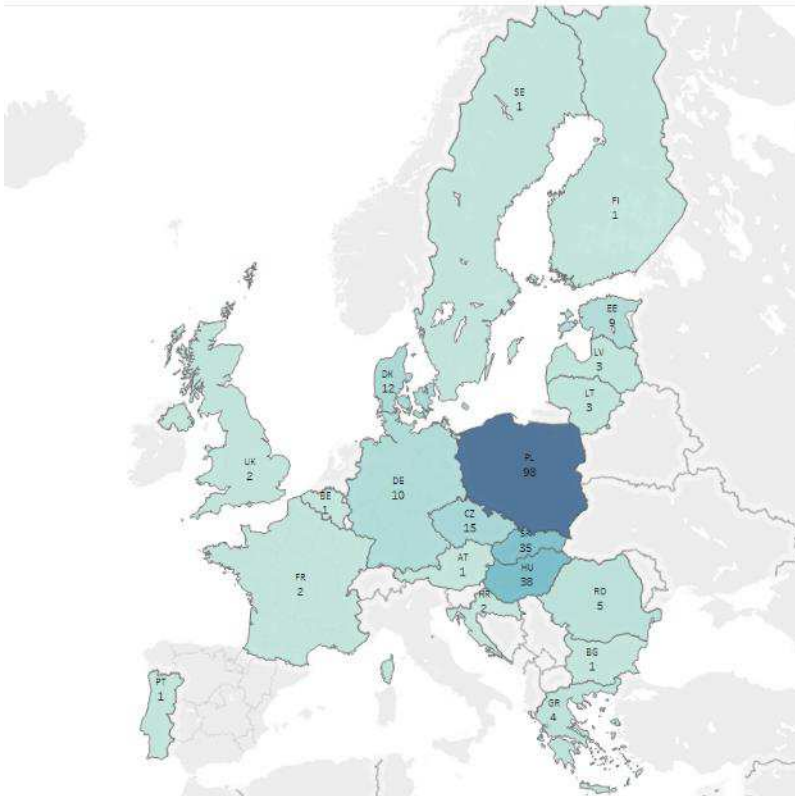 SE
1
FI
1
EE
9
LV
3
LT
3
DK
12
UK
2
BE
1
DE
10
PL
98
CZ
15
35
AT
1
HU
38
FR
2
HR
2
RO
5
BG
1
PT
1
GR
4